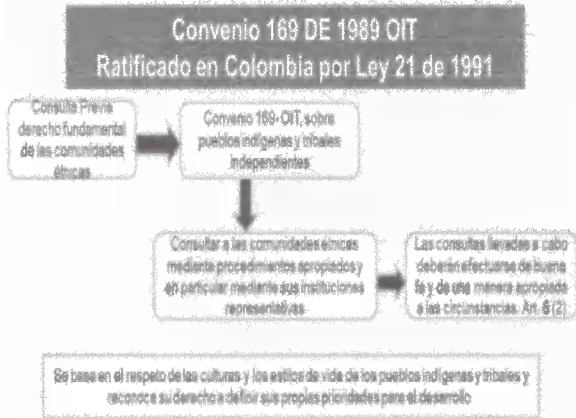 Convenio 169 DE 1989 OIT
Ratificado en Colombia por Ley 21 de 1991
Consulta Previa
derecho fundamental
de las comunidades
étnicas
Convenio 169- OIT, sobre
pueblos indígenas y tribales
independientes
Consultar a las comunidades étnicas
mediante procedimientos apropiados y
en particular mediante sus instituciones
representativas.
Las consultas llevadas a cabo
deberán efectuarse de buena
fe y de una manera apropiada
a las circunstancias. Art. 6 (2)
Se basa en el respeto de las culturas y los estilos de vida de los pueblos indígenas y tribales y
reconoce su derecho a definir sus propias prioridades para el desarrollo